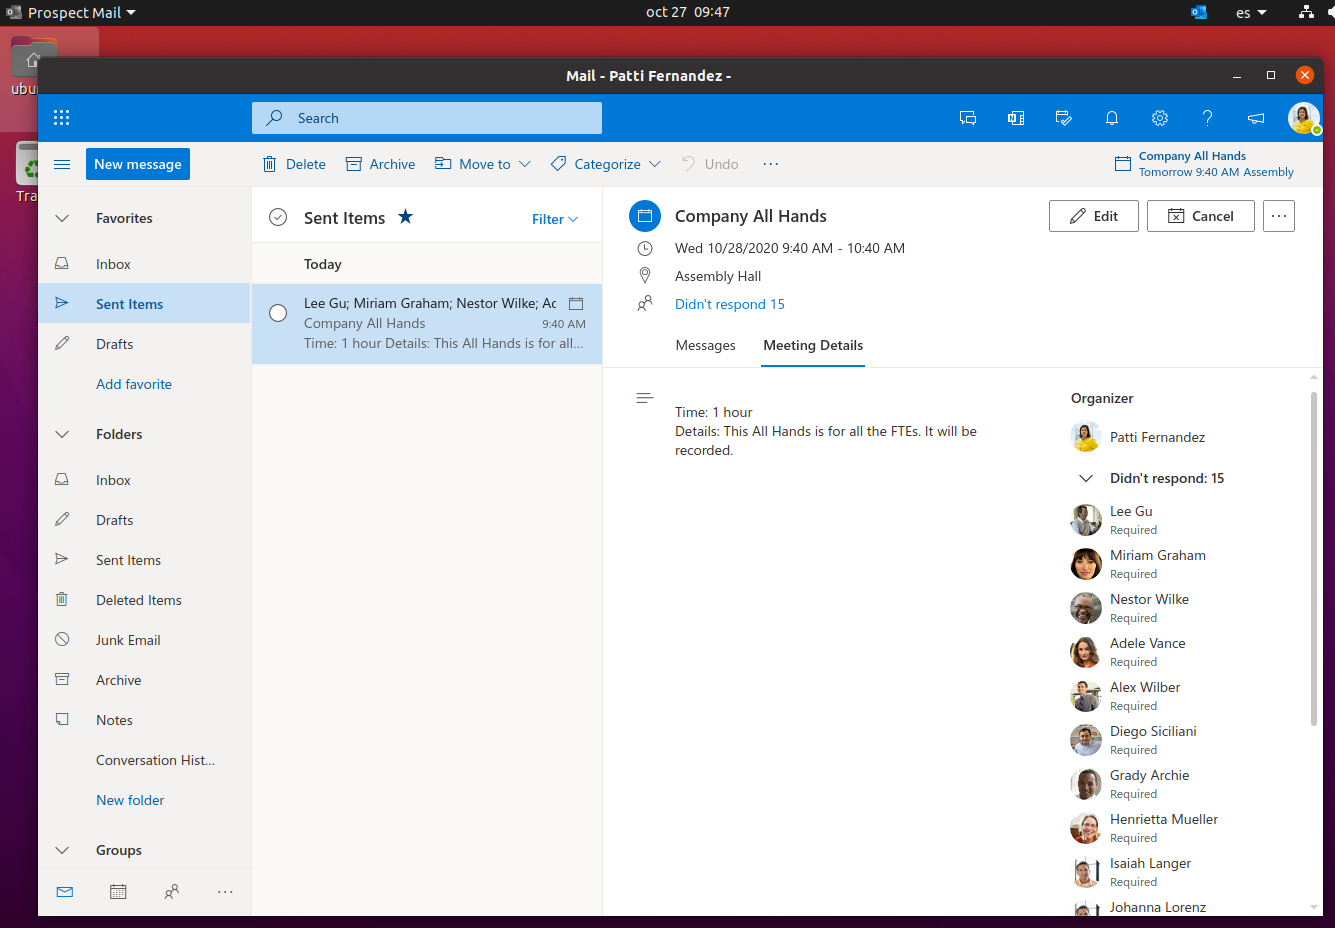 Prospect Mail
oct 27 09:47
es
Mail - Patti Fernandez -
Search
New message
Delete
Archive
Move to
Categorize
Undo
Company All Hands
Tomorrow 9:40 AM Assembly
Favorites
Inbox
Sent Items
Drafts
Add favorite
Folders
Inbox
Drafts
Sent Items
Deleted Items
Junk Email
Archive
Notes
Conversation Hist...
New folder
Groups
Sent Items
Filter
Today
Lee Gu; Miriam Graham; Nestor Wilke; Ac
Company All Hands
9:40 AM
Time: 1 hour Details: This All Hands is for all...
Company All Hands
Edit
Cancel
Wed 10/28/2020 9:40 AM - 10:40 AM
Assembly Hall
Didn't respond 15
Messages
Meeting Details
Time: 1 hour
Details: This All Hands is for all the FTEs. It will be
recorded.
Organizer
Patti Fernandez
Didn't respond: 15
Lee Gu
Required
Miriam Graham
Required
Nestor Wilke
Required
Adele Vance
Required
Alex Wilber
Required
Diego Siciliani
Required
Grady Archie
Required
Henrietta Mueller
Required
Isaiah Langer
Required
Johanna Lorenz